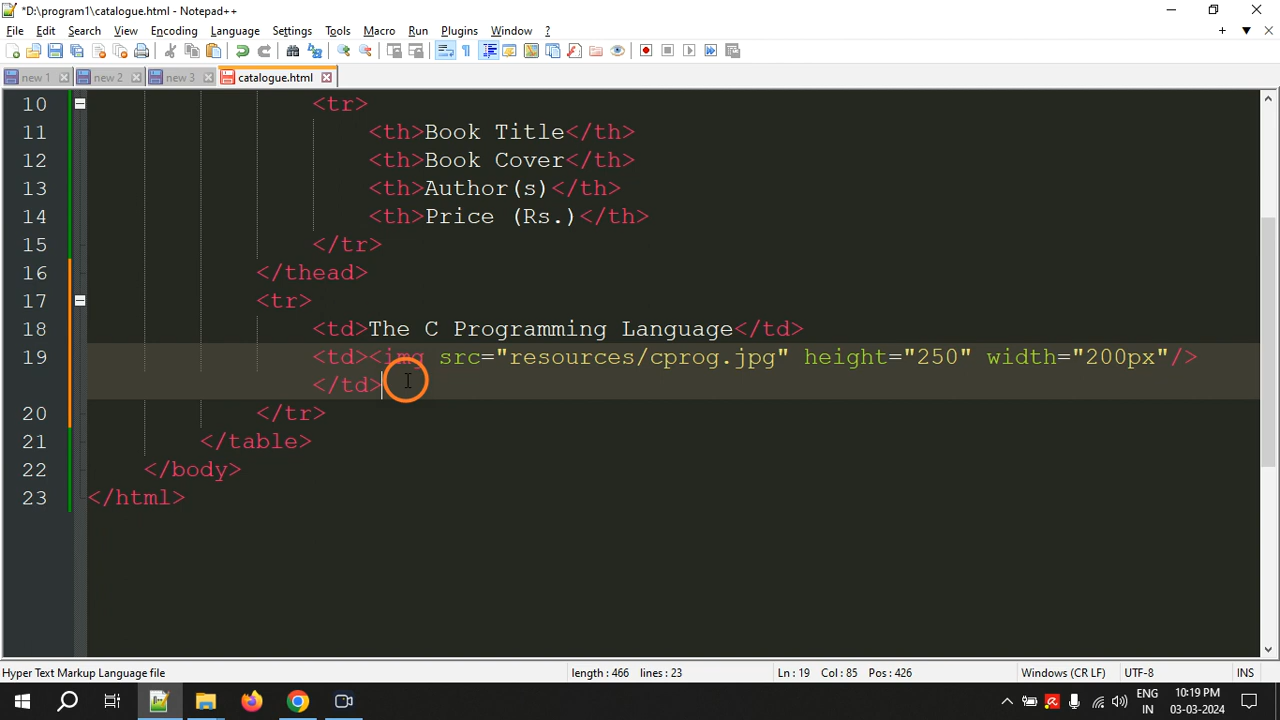 *D:\program1\catalogue.html - Notepad++
File Edit Search View Encoding Language Settings Tools Macro Run Plugins Window ?
new 1 new 2 new 3 catalogue.html
10 <tr>
11 <th>Book Title</th>
12 <th>Book Cover</th>
13 <th>Author(s)</th>
14 <th>Price (Rs.)</th>
15 </tr>
16 </thead>
17 <tr>
18 <td>The C Programming Language</td>
19 <td><img src="resources/cprog.jpg" height="250" width="200px"/>
</td>
20 </tr>
21 </table>
22 </body>
23 </html>
Hyper Text Markup Language file length : 466 lines : 23 Ln : 19 Col : 85 Pos : 426 Windows (CR LF) UTF-8 INS
ENG 10:19 PM
IN 03-03-2024